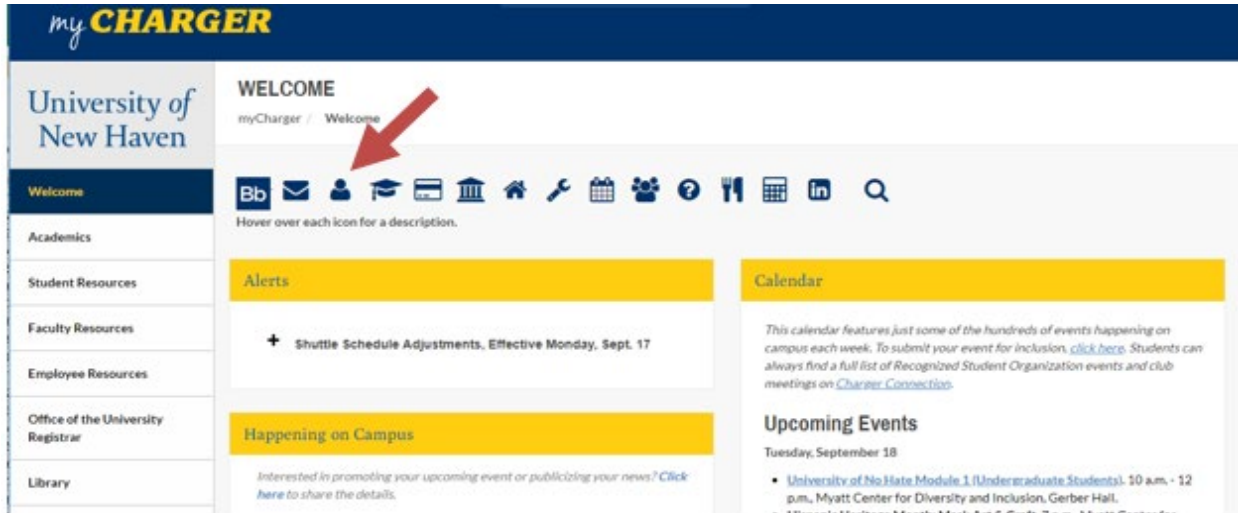 my CHARGER
University of
New Haven
WELCOME
myCharger / Welcome
Bb
in
Hover over each icon for a description.
Welcome
Academics
Student Resources
Faculty Resources
Employee Resources
Office of the University
Registrar
Library
Alerts
+ Shuttle Schedule Adjustments, Effective Monday, Sept. 17
Happening on Campus
Interested in promoting your upcoming event or publicizing your news? Click
here to share the details.
Calendar
This calendar features just some of the hundreds of events happening on
campus each week. To submit your event for inclusion, click here. Students can
always find a full list of Recognized Student Organization events and club
meetings on Charger Connection.
Upcoming Events
Tuesday, September 18
• University of No Hate Module 1 (Undergraduate Students). 10 a.m. - 12
p.m., Myatt Center for Diversity and Inclusion, Gerber Hall.